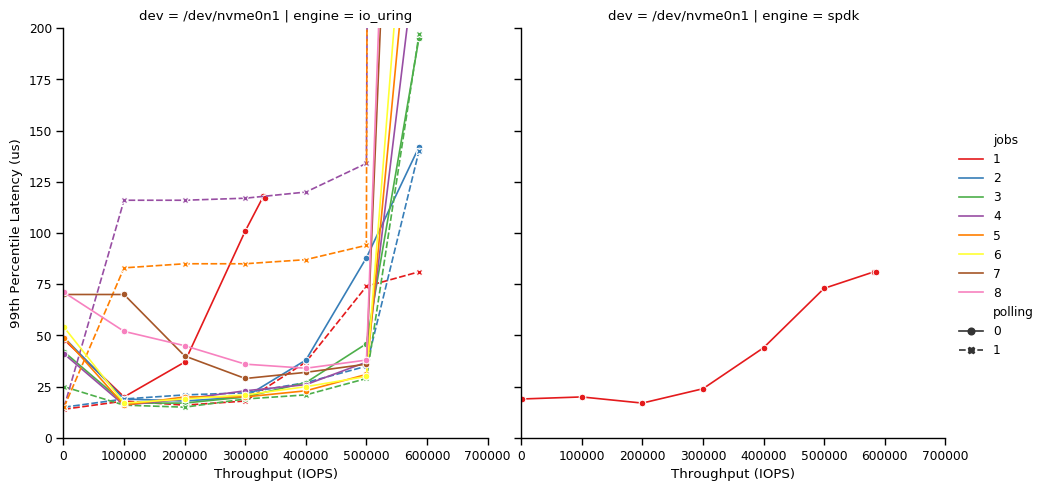 dev = /dev/nvme0n1 | engine = io_uring
dev = /dev/nvme0n1 | engine = spdk
99th Percentile Latency (us)
200
175
150
125
100
75
50
25
0
0 100000 200000 300000 400000 500000 600000 700000
Throughput (IOPS)
0 100000 200000 300000 400000 500000 600000 700000
Throughput (IOPS)
jobs
1
2
3
4
5
6
7
8
polling
0
1